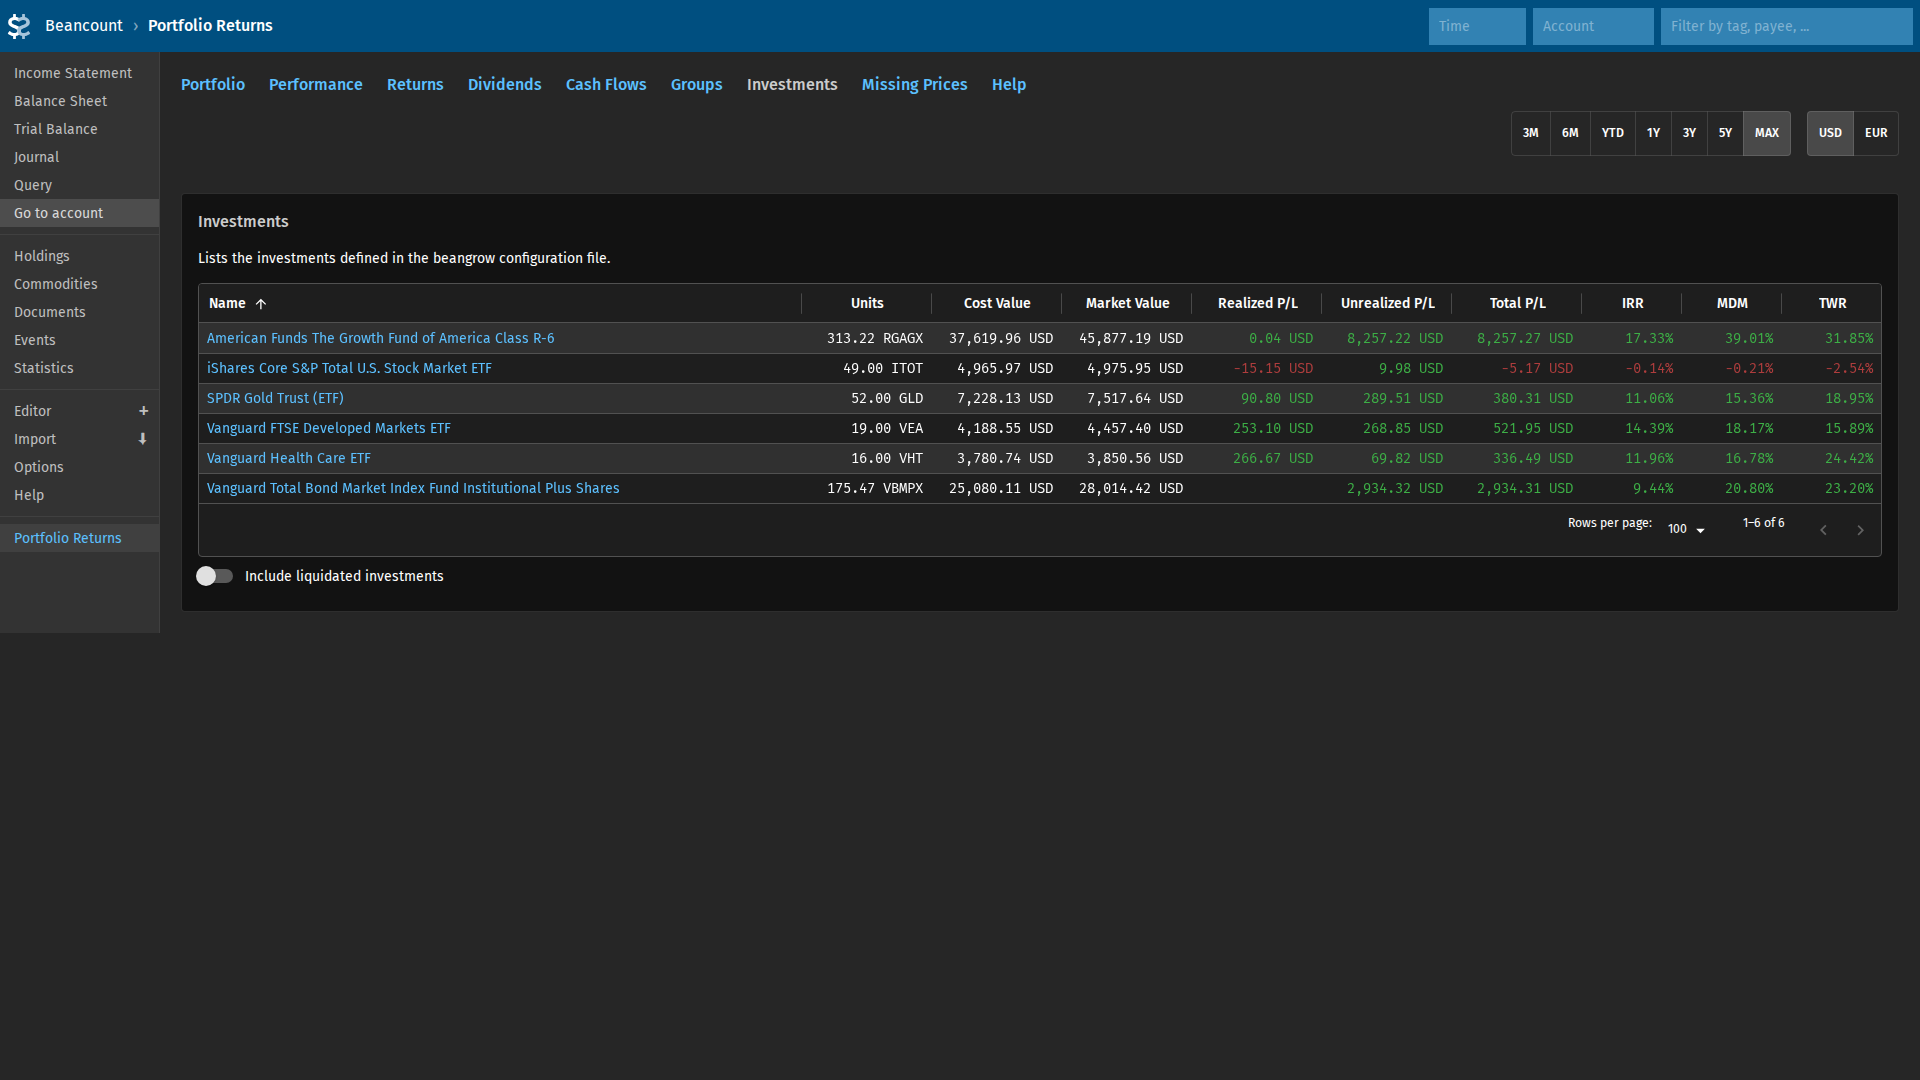 Beancount › Portfolio Returns
Time
Account
Filter by tag, payee, ...
Income Statement
Balance Sheet
Trial Balance
Journal
Query
Go to account
Holdings
Commodities
Documents
Events
Statistics
Editor +
Import
Options
Help
Portfolio Returns
Portfolio Performance Returns Dividends Cash Flows Groups Investments Missing Prices Help
3M 6M YTD 1Y 3Y 5Y MAX USD EUR
Investments
Lists the investments defined in the beangrow configuration file.
Name Units Cost Value Market Value Realized P/L Unrealized P/L Total P/L IRR MDM TWR
American Funds The Growth Fund of America Class R-6 313.22 RGAGX 37,619.96 USD 45,877.19 USD 0.04 USD 8,257.22 USD 8,257.27 USD 17.33% 39.01% 31.85%
iShares Core S&P Total U.S. Stock Market ETF 49.00 ITOT 4,965.97 USD 4,975.95 USD -15.15 USD 9.98 USD -5.17 USD -0.14% -0.21% -2.54%
SPDR Gold Trust (ETF) 52.00 GLD 7,228.13 USD 7,517.64 USD 90.80 USD 289.51 USD 380.31 USD 11.06% 15.36% 18.95%
Vanguard FTSE Developed Markets ETF 19.00 VEA 4,188.55 USD 4,457.40 USD 253.10 USD 268.85 USD 521.95 USD 14.39% 18.17% 15.89%
Vanguard Health Care ETF 16.00 VHT 3,780.74 USD 3,850.56 USD 266.67 USD 69.82 USD 336.49 USD 11.96% 16.78% 24.42%
Vanguard Total Bond Market Index Fund Institutional Plus Shares 175.47 VBMPX 25,080.11 USD 28,014.42 USD 2,934.32 USD 2,934.31 USD 9.44% 20.80% 23.20%
Rows per page: 100 1–6 of 6
Include liquidated investments